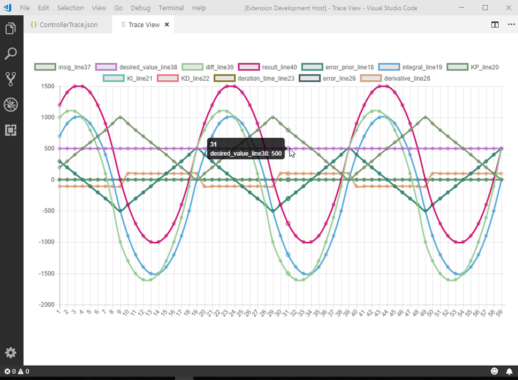 File Edit Selection View Go Debug Terminal Help [Extension Development Host] - Trace View - Visual Studio Code
{} ControllerTrace.json Trace View ×
insig_line37 desired_value_line38 diff_line39 result_line40 error_prior_line18 integral_line19 KP_line20
KI_line21 KD_line22 iteration_time_line23 error_line26 derivative_line28
1500
1000
500
0
-500
-1000
-1500
-2000
31
desired_value_line38: 500
1 2 3 4 5 6 7 8 9 10 11 12 13 14 15 16 17 18 19 20 21 22 23 24 25 26 27 28 29 30 31 32 33 34 35 36 37 38 39 40 41 42 43 44 45 46 47 48 49 50 51 52 53 54 55 56 57 58 59
0 0